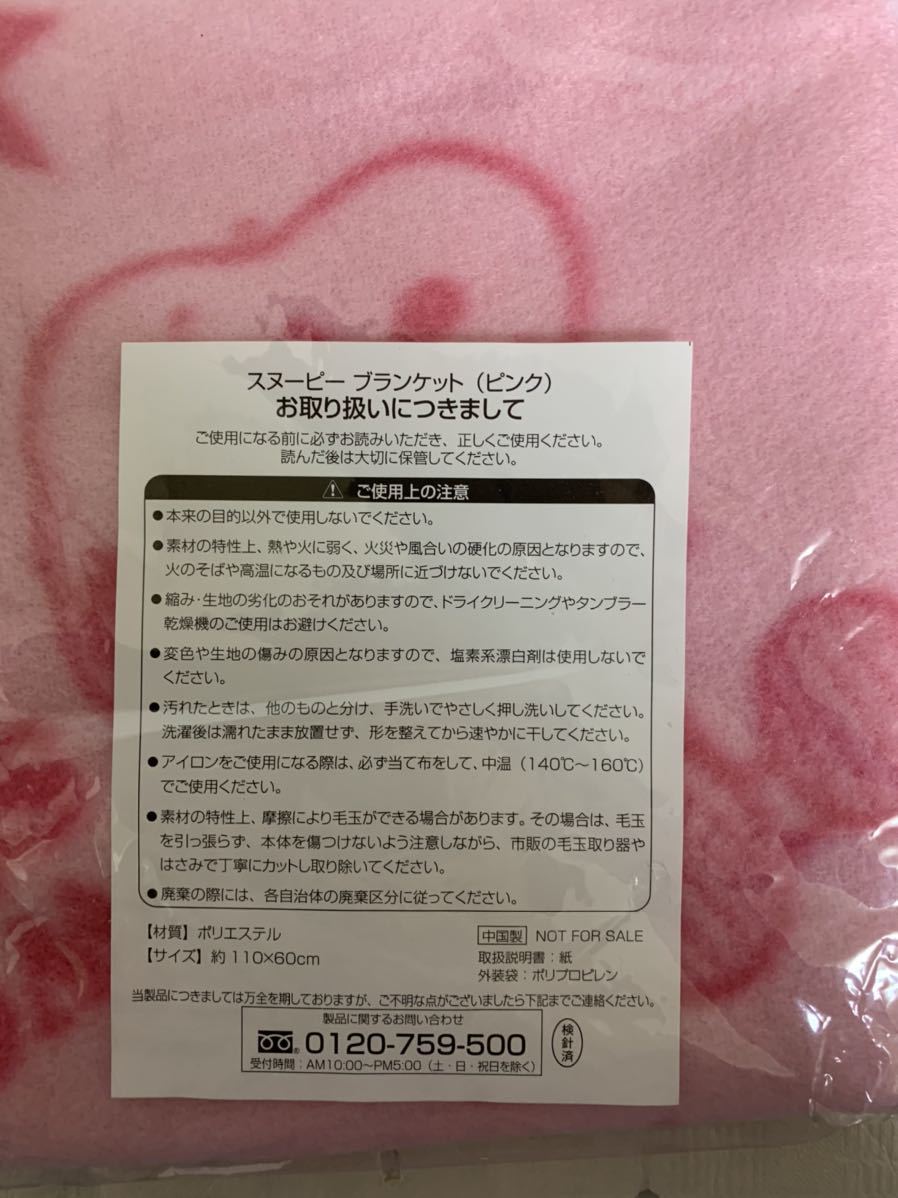 スヌーピー ブランケット（ピンク）
お取り扱いにつきまして
ご使用になる前に必ずお読みいただき、正しくご使用ください。
読んだ後は大切に保管してください。
⚠ ご使用上の注意
●本来の目的以外で使用しないでください。
●素材の特性上、熱や火に弱く、火災や風合いの硬化の原因となりますので、
火のそばや高温になるもの及び場所に近づけないでください。
●縮み・生地の劣化のおそれがありますので、ドライクリーニングやタンブラー
乾燥機のご使用はお避けください。
●変色や生地の傷みの原因となりますので、塩素系漂白剤は使用しないで
ください。
●汚れたときは、他のものと分け、手洗いでやさしく押し洗いしてください。
洗濯後は濡れたまま放置せず、形を整えてから速やかに干してください。
●アイロンをご使用になる際は、必ず当て布をして、中温（140℃～160℃）
でご使用ください。
●素材の特性上、摩擦により毛玉ができる場合があります。その場合は、毛玉
を引っ張らず、本体を傷つけないよう注意しながら、市販の毛玉取り器や
はさみで丁寧にカットし取り除いてください。
●廃棄の際には、各自治体の廃棄区分に従ってください。
【材質】ポリエステル
【サイズ】約 110×60cm
中国製 NOT FOR SALE
取扱説明書：紙
外装袋：ポリプロピレン
当製品につきましては万全を期しておりますが、ご不明な点がございましたら下記までご連絡ください。
製品に関するお問い合わせ
0120-759-500
受付時間：AM10:00～PM5:00（土・日・祝日を除く）
検針済